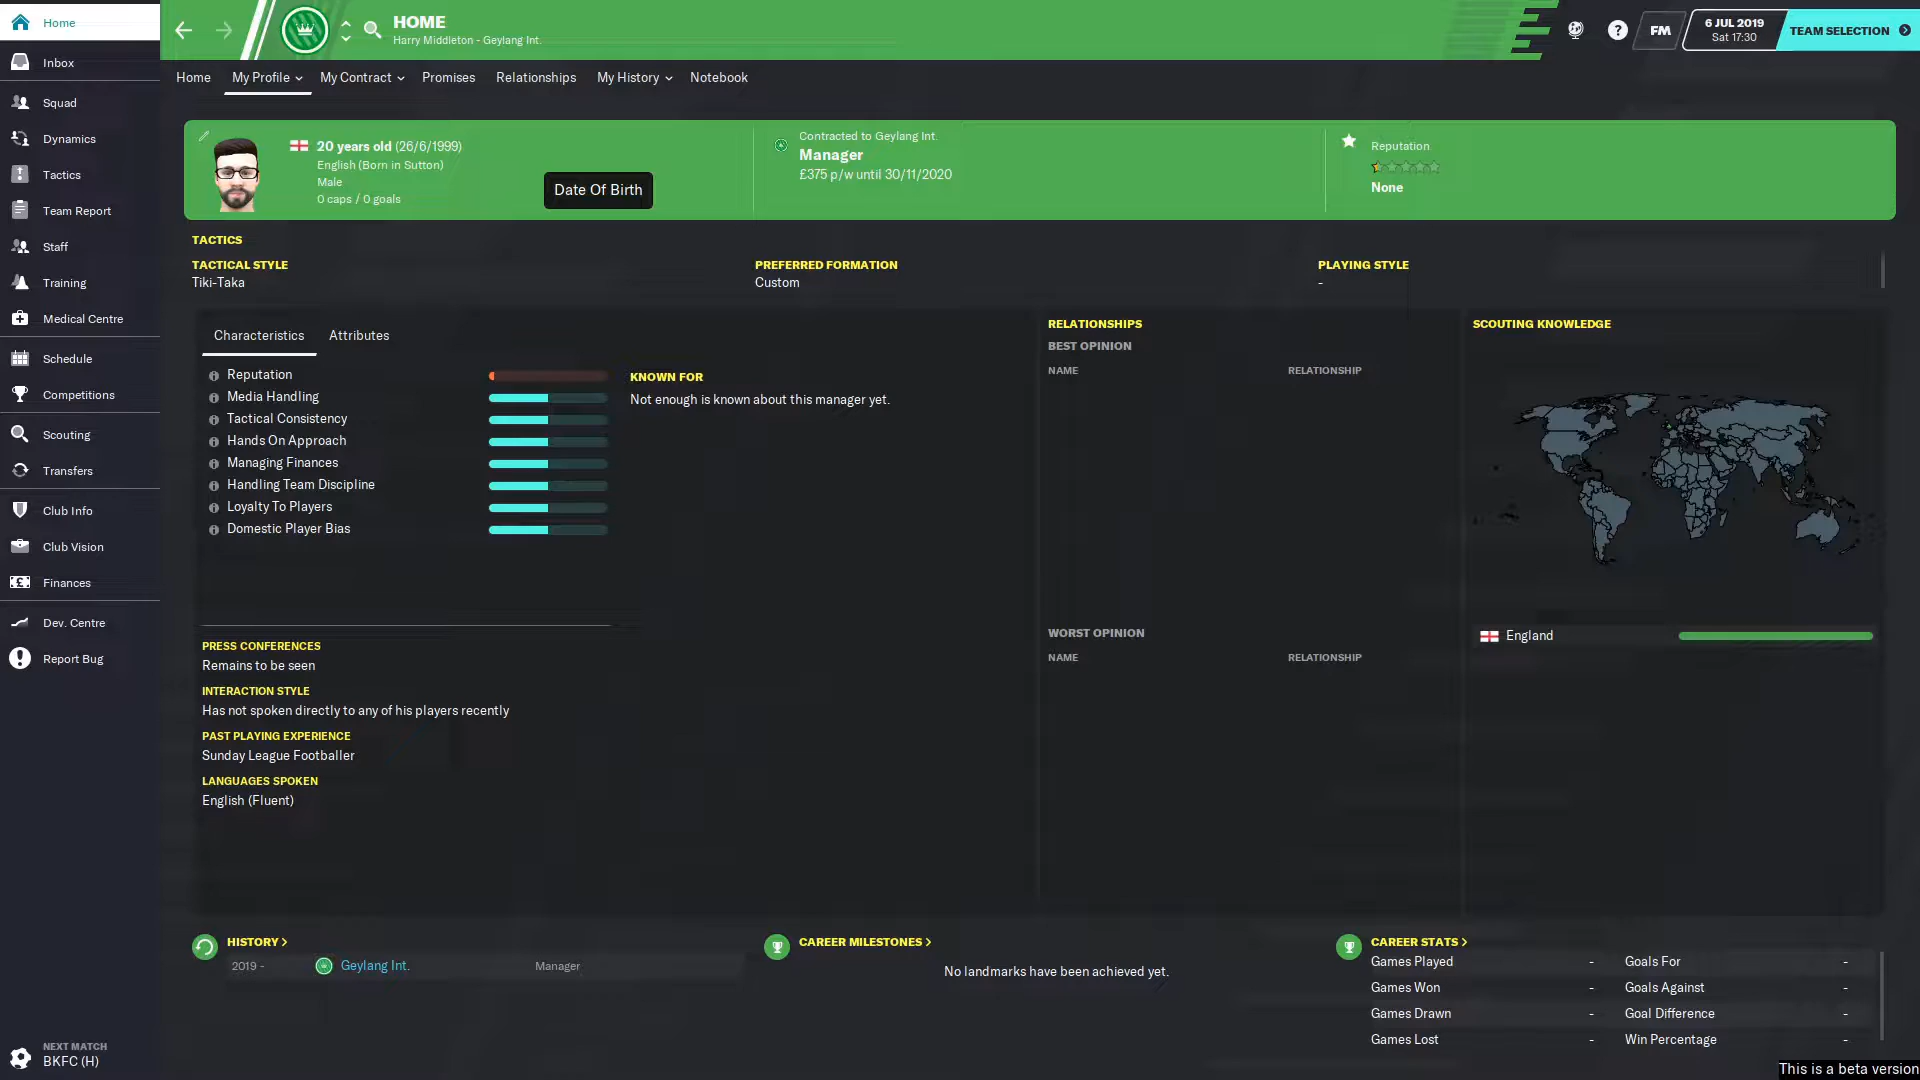 Home
Inbox
Squad
Dynamics
Tactics
Team Report
Staff
Training
Medical Centre
Schedule
Competitions
Scouting
Transfers
Club Info
Club Vision
Finances
Dev. Centre
Report Bug
NEXT MATCH
BKFC (H)
HOME
Harry Middleton - Geylang Int.
FM
6 JUL 2019
Sat 17:30
TEAM SELECTION
Home My Profile My Contract Promises Relationships My History Notebook
20 years old (26/6/1999)
English (Born in Sutton)
Male
0 caps / 0 goals
Date Of Birth
Contracted to Geylang Int.
Manager
£375 p/w until 30/11/2020
Reputation
None
TACTICS
TACTICAL STYLE
Tiki-Taka
PREFERRED FORMATION
Custom
PLAYING STYLE
-
Characteristics Attributes
Reputation
Media Handling
Tactical Consistency
Hands On Approach
Managing Finances
Handling Team Discipline
Loyalty To Players
Domestic Player Bias
KNOWN FOR
Not enough is known about this manager yet.
PRESS CONFERENCES
Remains to be seen
INTERACTION STYLE
Has not spoken directly to any of his players recently
PAST PLAYING EXPERIENCE
Sunday League Footballer
LANGUAGES SPOKEN
English (Fluent)
RELATIONSHIPS
BEST OPINION
NAME RELATIONSHIP
WORST OPINION
NAME RELATIONSHIP
SCOUTING KNOWLEDGE
England
HISTORY
2019 - Geylang Int. Manager
CAREER MILESTONES
No landmarks have been achieved yet.
CAREER STATS
Games Played - Goals For -
Games Won - Goals Against -
Games Drawn - Goal Difference -
Games Lost - Win Percentage -
This is a beta version